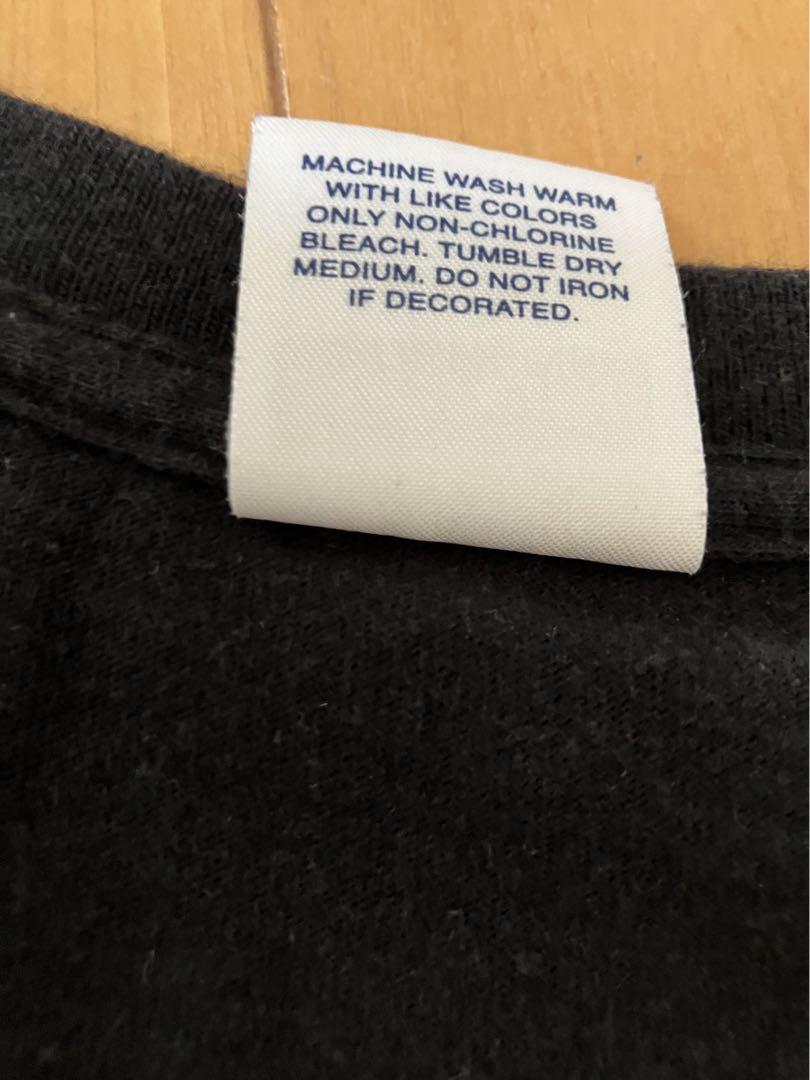 MACHINE WASH WARM
WITH LIKE COLORS
ONLY NON-CHLORINE
BLEACH. TUMBLE DRY
MEDIUM. DO NOT IRON
IF DECORATED.